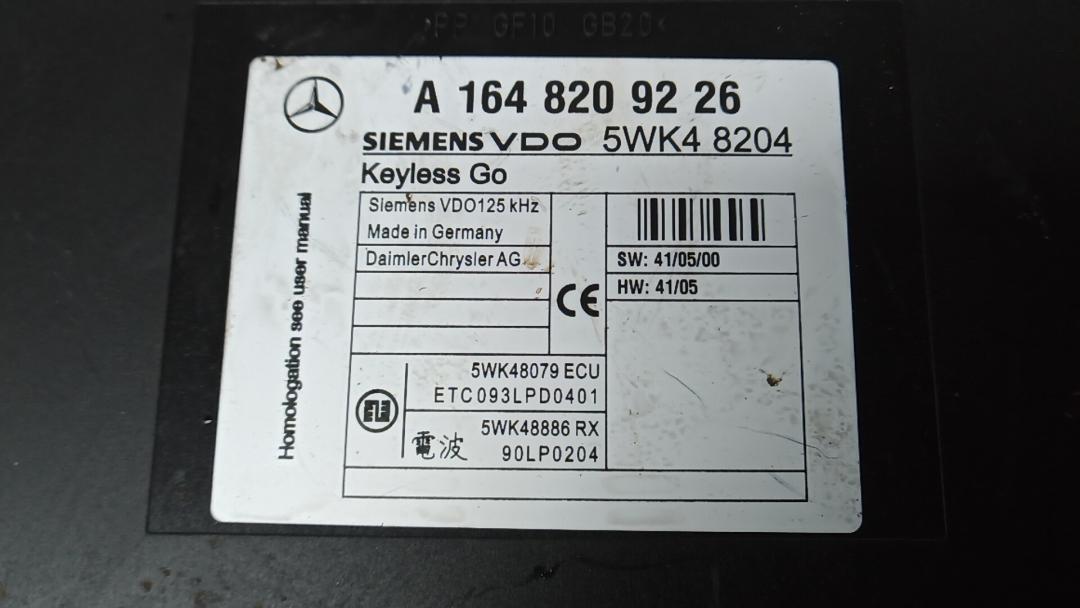 >PP GF10 GB20<
A 164 820 92 26
SIEMENS VDO 5WK4 8204
Keyless Go
Homologation see user manual
Siemens VDO125 kHz
Made in Germany
DaimlerChrysler AG
CE
SW: 41/05/00
HW: 41/05
5WK48079 ECU
ETC093LPD0401
5WK48886 RX
電波 90LP0204